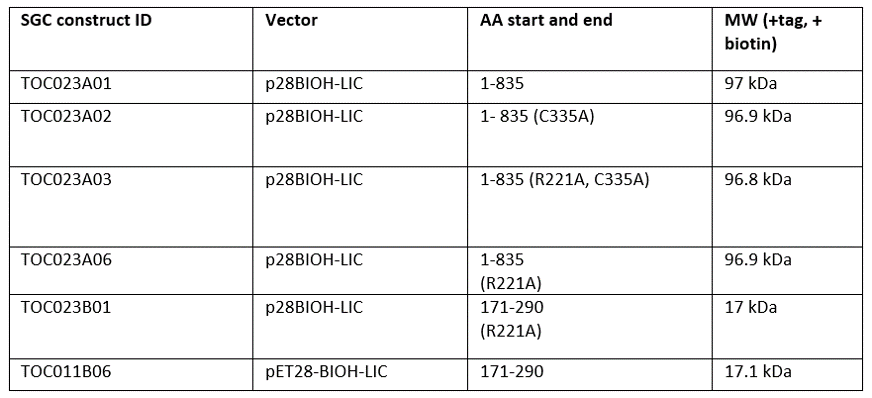 SGC construct ID Vector AA start and end MW (+tag, +
biotin)
TOC023A01 p28BIOH-LIC 1-835 97 kDa
TOC023A02 p28BIOH-LIC 1- 835 (C335A) 96.9 kDa
TOC023A03 p28BIOH-LIC 1-835 (R221A, C335A) 96.8 kDa
TOC023A06 p28BIOH-LIC 1-835 96.9 kDa
(R221A)
TOC023B01 p28BIOH-LIC 171-290 17 kDa
(R221A)
TOC011B06 pET28-BIOH-LIC 171-290 17.1 kDa